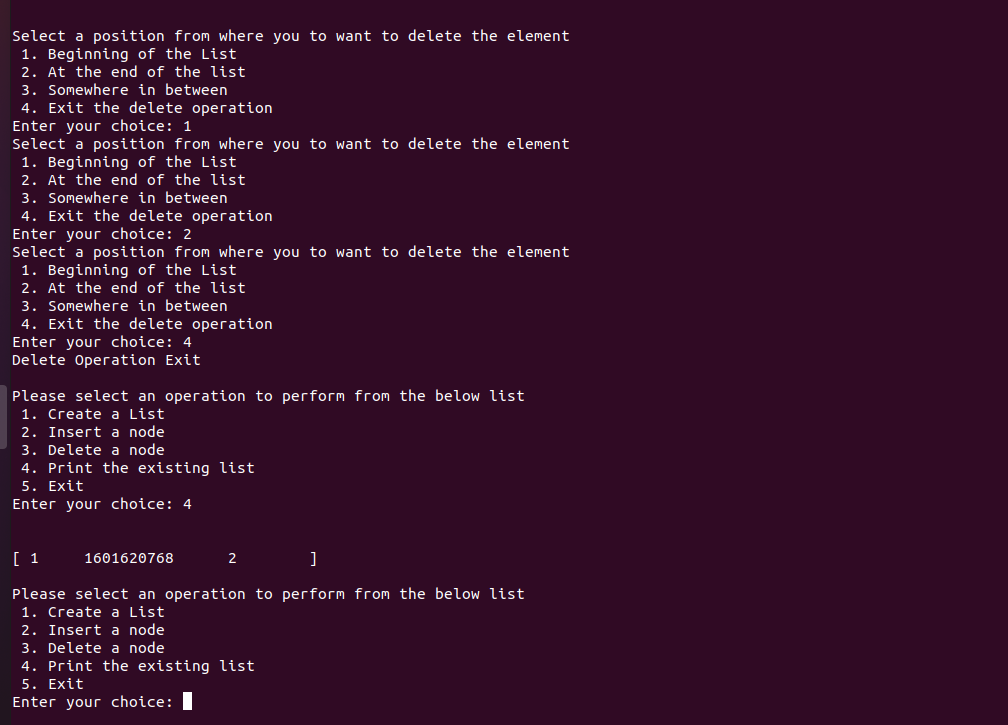 Select a position from where you to want to delete the element
1. Beginning of the List
2. At the end of the list
3. Somewhere in between
4. Exit the delete operation
Enter your choice: 1
Select a position from where you to want to delete the element
1. Beginning of the List
2. At the end of the list
3. Somewhere in between
4. Exit the delete operation
Enter your choice: 2
Select a position from where you to want to delete the element
1. Beginning of the List
2. At the end of the list
3. Somewhere in between
4. Exit the delete operation
Enter your choice: 4
Delete Operation Exit
Please select an operation to perform from the below list
1. Create a List
2. Insert a node
3. Delete a node
4. Print the existing list
5. Exit
Enter your choice: 4
[ 1 1601620768 2 ]
Please select an operation to perform from the below list
1. Create a List
2. Insert a node
3. Delete a node
4. Print the existing list
5. Exit
Enter your choice: